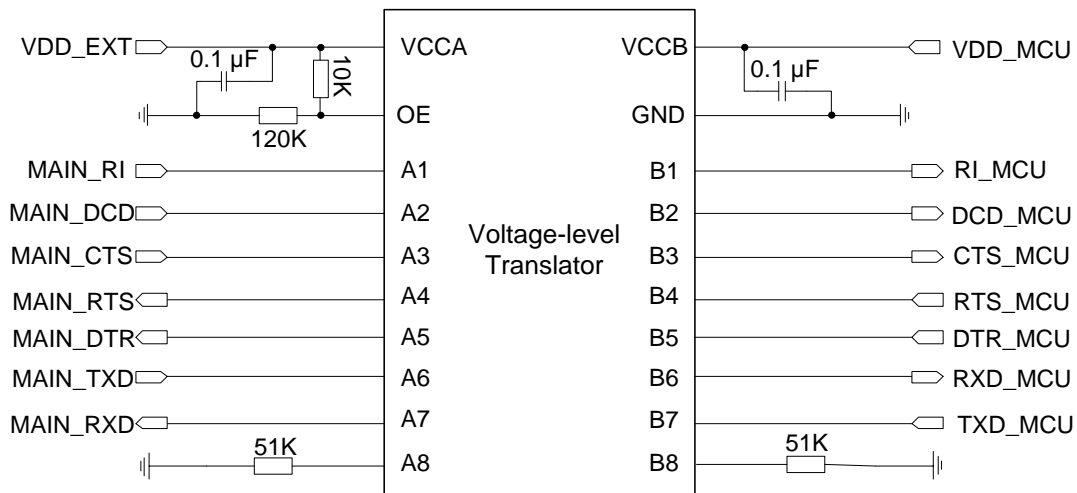 VDD_EXT VCCA VCCB VDD_MCU
0.1 µF 10K 0.1 µF
OE GND
120K
MAIN_RI A1 B1 RI_MCU
MAIN_DCD A2 B2 DCD_MCU
Voltage-level
MAIN_CTS A3 Translator B3 CTS_MCU
MAIN_RTS A4 B4 RTS_MCU
MAIN_DTR A5 B5 DTR_MCU
MAIN_TXD A6 B6 RXD_MCU
MAIN_RXD A7 B7 TXD_MCU
51K A8 B8 51K